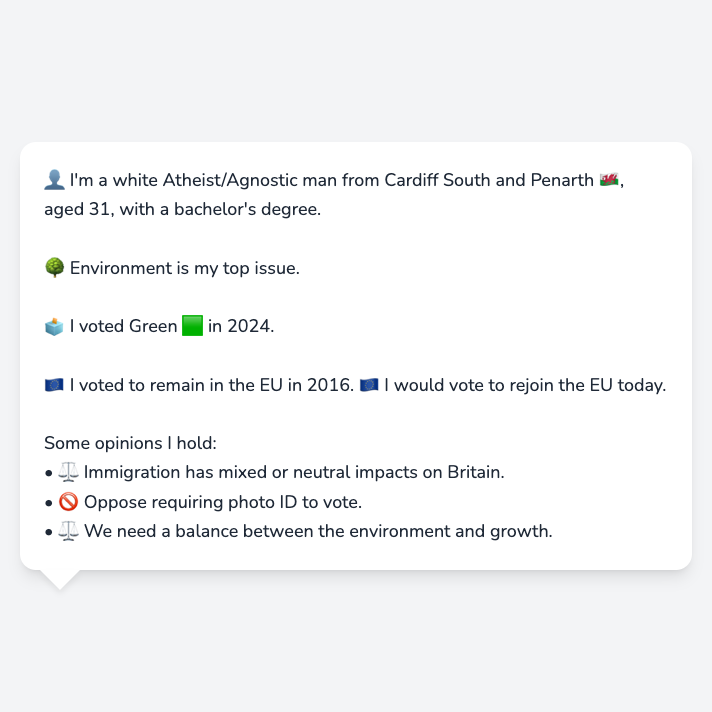 👤 I'm a white Atheist/Agnostic man from Cardiff South and Penarth 🏴󠁧󠁢󠁷󠁬󠁳󠁿,
aged 31, with a bachelor's degree.
🌳 Environment is my top issue.
🗳️ I voted Green 🟩 in 2024.
🇪🇺 I voted to remain in the EU in 2016. 🇪🇺 I would vote to rejoin the EU today.
Some opinions I hold:
• ⚖️ Immigration has mixed or neutral impacts on Britain.
• 🚫 Oppose requiring photo ID to vote.
• ⚖️ We need a balance between the environment and growth.